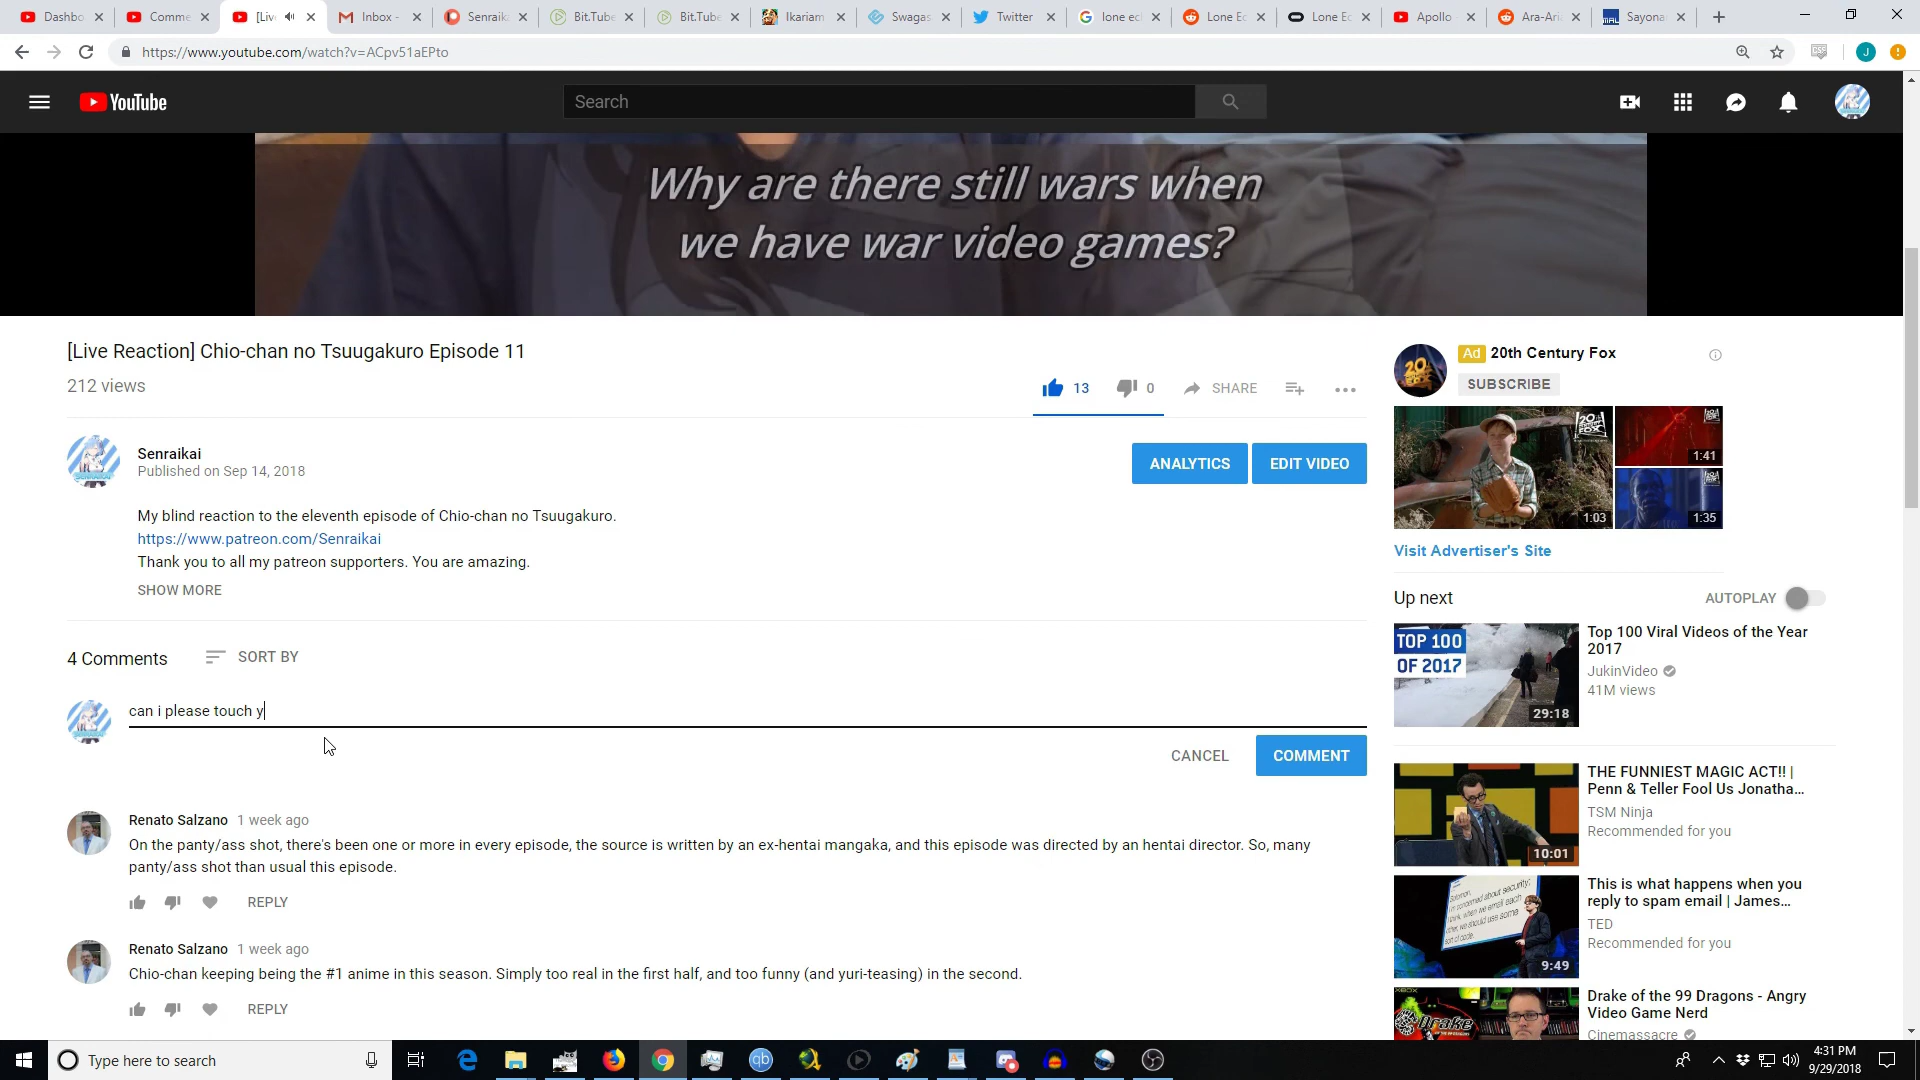 Dashbo
Comme
[Liv
Inbox -
Senraik
Bit.Tube
Bit.Tube
Ikariam
Swagas
Twitter
lone ec
Lone Ec
Lone Ec
Apollo -
Ara-Ara
Sayona
https://www.youtube.com/watch?v=ACpv51aEPto
J
YouTube
Search
Why are there still wars when
we have war video games?
[Live Reaction] Chio-chan no Tsuugakuro Episode 11
212 views
13
0
SHARE
Senraikai
Published on Sep 14, 2018
ANALYTICS
EDIT VIDEO
My blind reaction to the eleventh episode of Chio-chan no Tsuugakuro.
https://www.patreon.com/Senraikai
Thank you to all my patreon supporters. You are amazing.
SHOW MORE
4 Comments
SORT BY
can i please touch y
CANCEL
COMMENT
Renato Salzano 1 week ago
On the panty/ass shot, there's been one or more in every episode, the source is written by an ex-hentai mangaka, and this episode was directed by an hentai director. So, many
panty/ass shot than usual this episode.
REPLY
Renato Salzano 1 week ago
Chio-chan keeping being the #1 anime in this season. Simply too real in the first half, and too funny (and yuri-teasing) in the second.
REPLY
Ad 20th Century Fox
SUBSCRIBE
1:03
1:41
1:35
Visit Advertiser's Site
Up next
AUTOPLAY
TOP 100
OF 2017
29:18
Top 100 Viral Videos of the Year
2017
JukinVideo
41M views
10:01
THE FUNNIEST MAGIC ACT!! |
Penn & Teller Fool Us Jonatha...
TSM Ninja
Recommended for you
9:49
This is what happens when you
reply to spam email | James...
TED
Recommended for you
XBOX
Drake
Drake of the 99 Dragons - Angry
Video Game Nerd
Cinemassacre
Type here to search
4:31 PM
9/29/2018